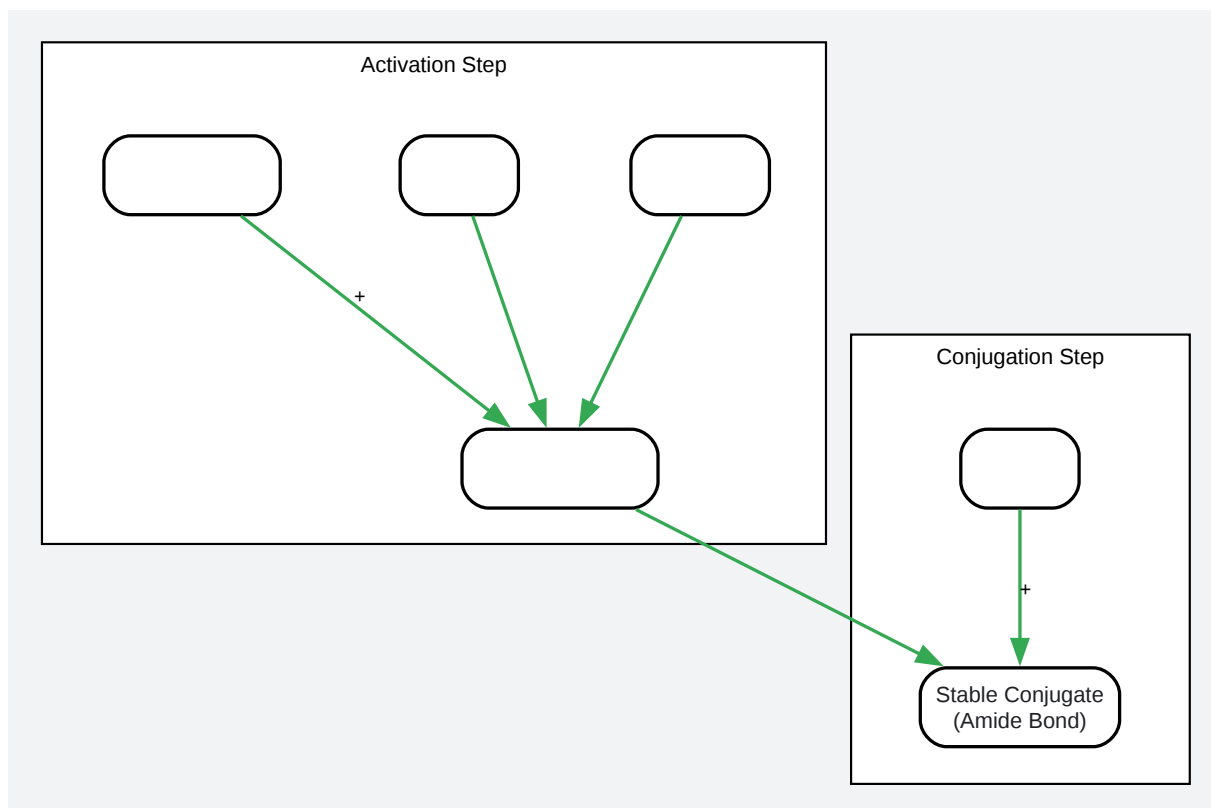 Activation Step
+
Conjugation Step
+
Stable Conjugate
(Amide Bond)